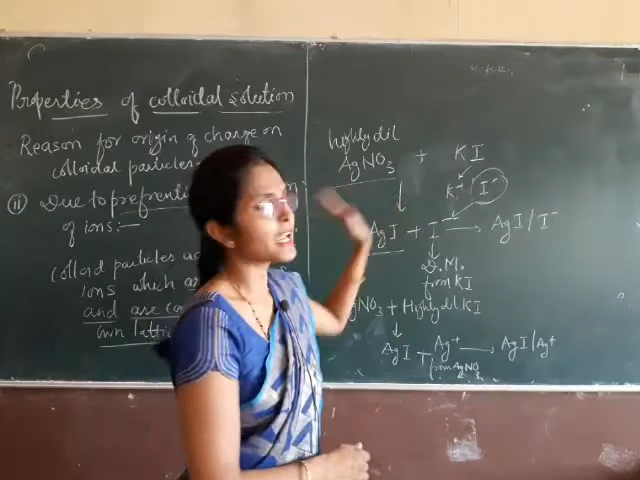 Properties of colloidal solution
Reason for origin of charge on
colloidal particles:
(ii) Due to
of ions:—
Colloid particles
ions which
and are
own
highly dil
AgNO3 + KI
K+ I-
AgI + I- → AgI/I-
D.M.
from KI
NO3 + Highly dil KI
AgI + Ag+ → AgI/Ag+
from AgNO3